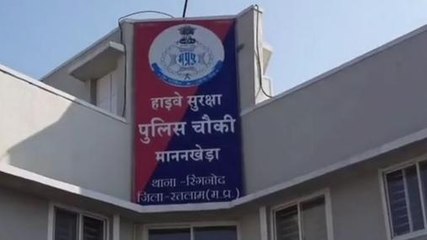 म.प्र.पु.
हाइवे सुरक्षा
पुलिस चौकी
माननखेड़ा
थाना -रिंगनोद
जिला-रतलाम(म.प्र.)